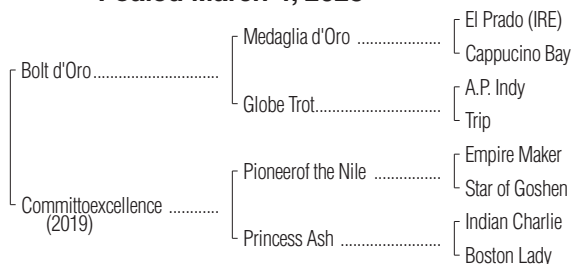 Foaled March 4,
El Prado (IRE)
Medaglia d'Oro ....................
Cappucino Bay
Bolt d'Oro..............................
A.P. Indy
Globe Trot..............................
Trip
Empire Maker
Pioneerof the Nile ................
Star of Goshen
Committoexcellence ............
(2019)
Indian Charlie
Princess Ash ........................
Boston Lady